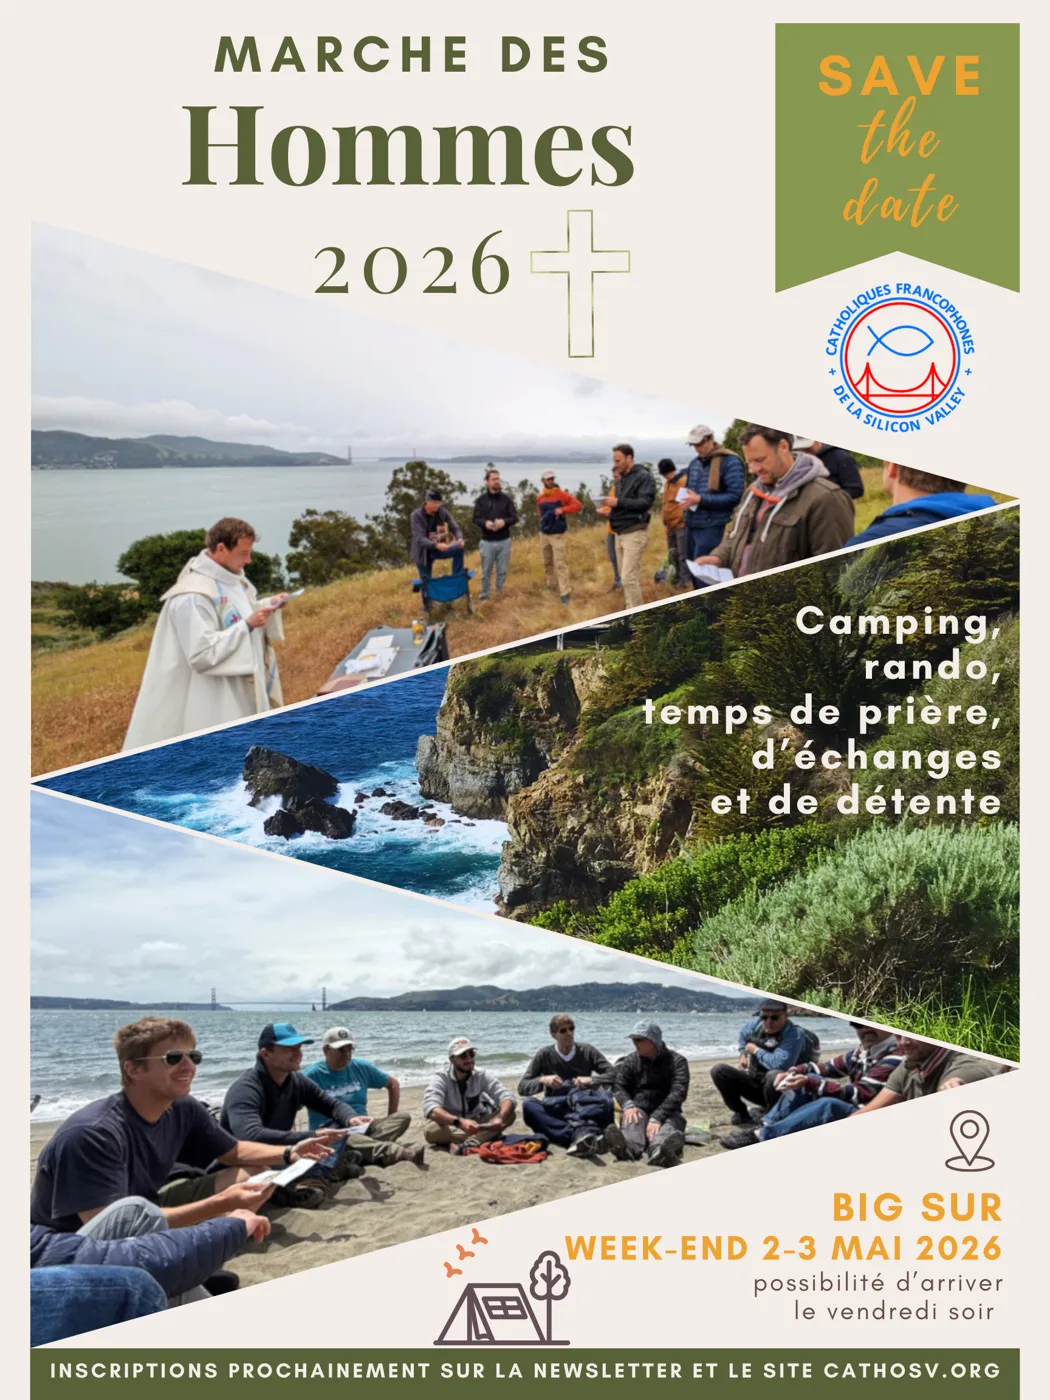 MARCHE DES
Hommes
2026
SAVE
the
date
CATHOLIQUES FRANCOPHONES
+ DE LA SILICON VALLEY +
Camping,
rando,
temps de prière,
d'échanges
et de détente
BIG SUR
WEEK-END 2-3 MAI 2026
possibilité d'arriver
le vendredi soir
INSCRIPTIONS PROCHAINEMENT SUR LA NEWSLETTER ET LE SITE CATHOSV.ORG